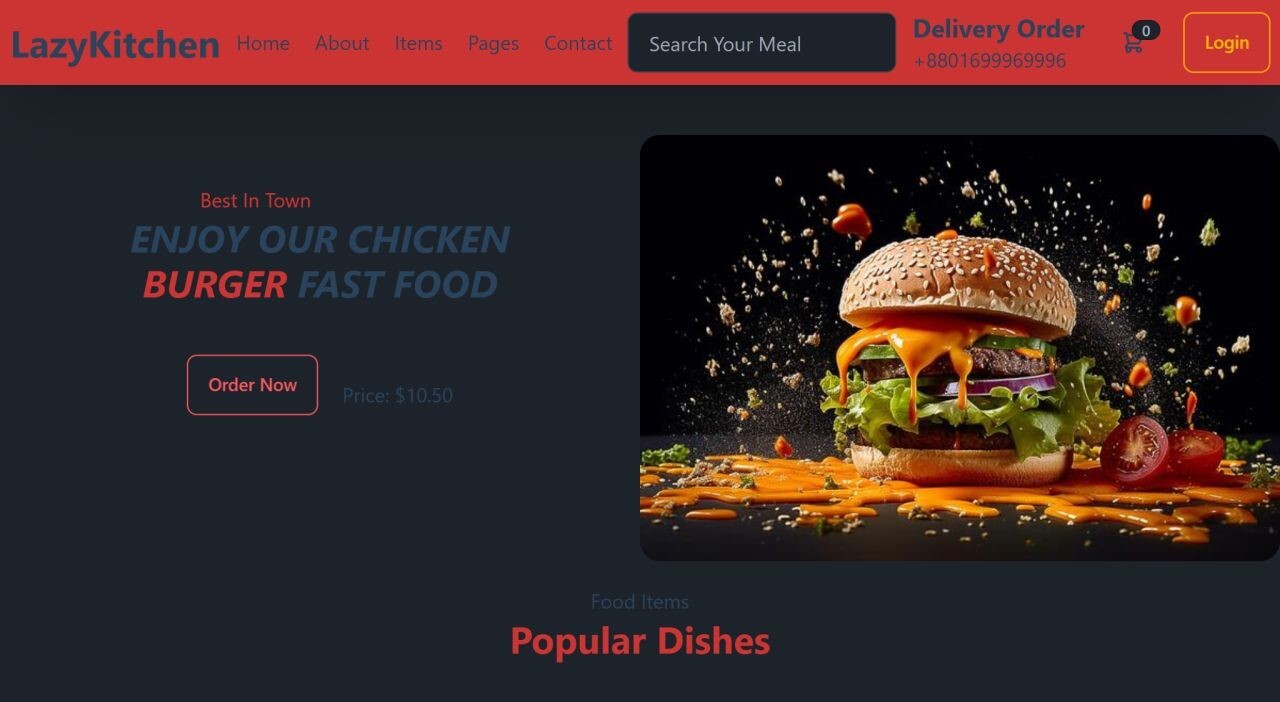 LazyKitchen
Home
About
Items
Pages
Contact
Search Your Meal
Delivery Order
+8801699969996
0
Login
Best In Town
ENJOY OUR CHICKEN
BURGER FAST FOOD
Order Now
Price: $10.50
Food Items
Popular Dishes